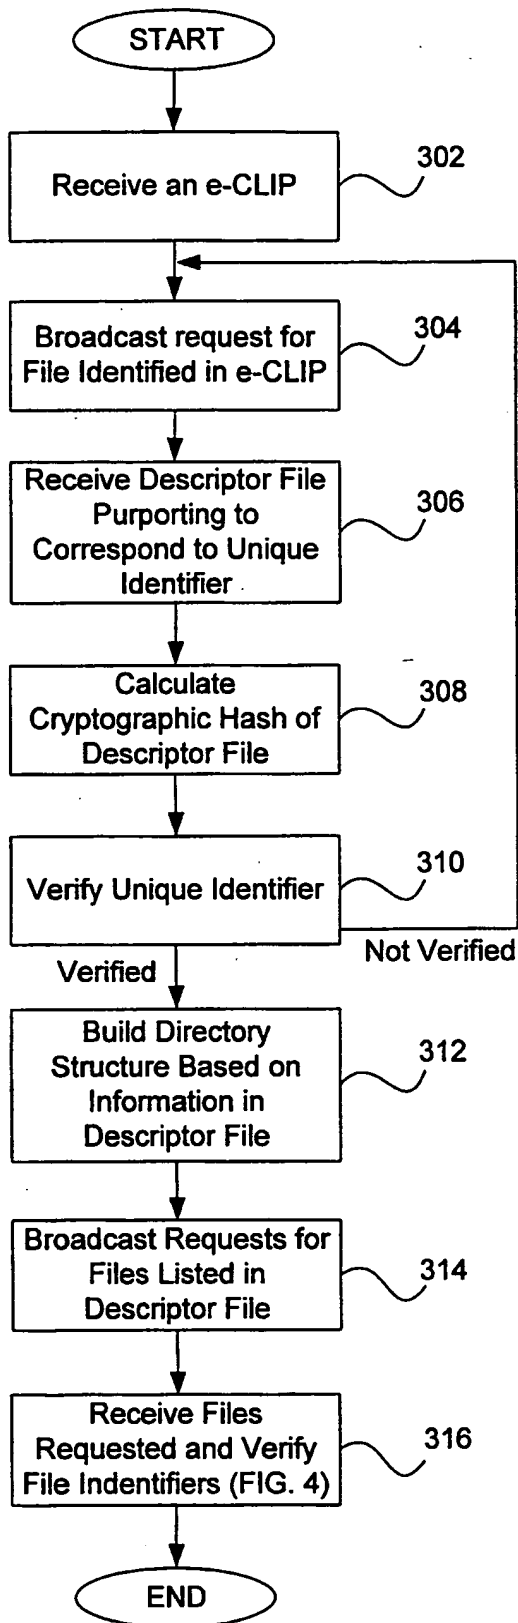 START
Receive an e-CLIP
302
Broadcast request for
File Identified in e-CLIP
304
Receive Descriptor File
Purporting to
Correspond to Unique
Identifier
306
Calculate
Cryptographic Hash of
Descriptor File
308
Verify Unique Identifier
310
Not Verified
Verified
Build Directory
Structure Based on
Information in
Descriptor File
312
Broadcast Requests for
Files Listed in
Descriptor File
314
Receive Files
Requested and Verify
File Indentifiers (FIG. 4)
316
END